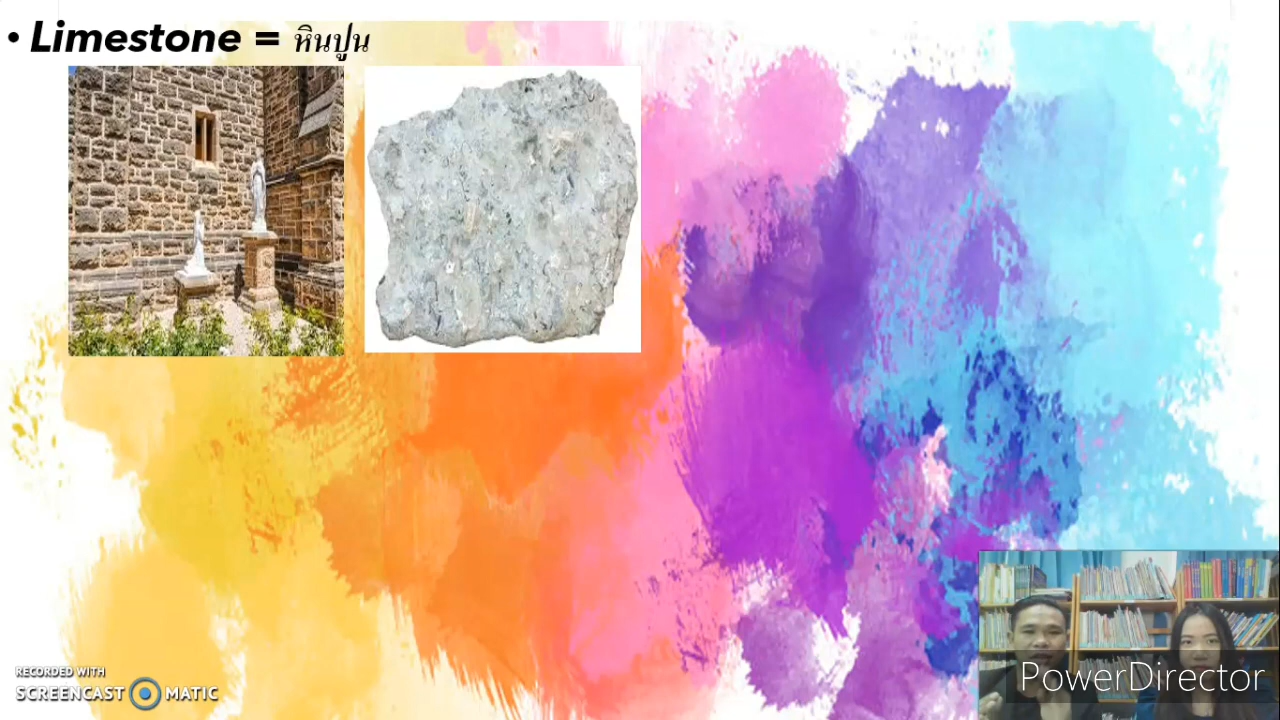 • Limestone = หินปูน
RECORDED WITH
SCREENCAST MATIC
PowerDirector